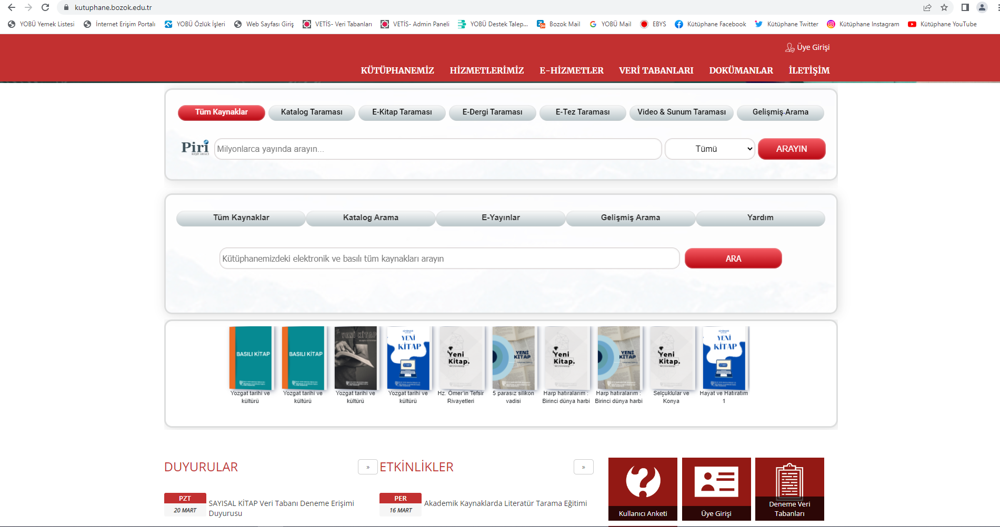 kutuphane.bozok.edu.tr
YOBÜ Yemek Listesi
İnternet Erişim Portalı
YOBÜ Özlük İşleri
Web Sayfası Giriş
VETİS- Veri Tabanları
VETİS- Admin Paneli
YOBÜ Destek Talep...
Bozok Mail
YOBÜ Mail
EBYS
Kütüphane Facebook
Kütüphane Twitter
Kütüphane Instagram
Kütüphane YouTube
Üye Girişi
KÜTÜPHANEMİZ HİZMETLERİMİZ E-HİZMETLER VERİ TABANLARI DOKÜMANLAR İLETİŞİM
Tüm Kaynaklar Katalog Taraması E-Kitap Taraması E-Dergi Taraması E-Tez Taraması Video & Sunum Taraması Gelişmiş Arama
Piri
KEŞİF ARACI
Milyonlarca yayında arayın...
Tümü
ARAYIN
Tüm Kaynaklar Katalog Arama E-Yayınlar Gelişmiş Arama Yardım
Kütüphanemizdeki elektronik ve basılı tüm kaynakları arayın
ARA
BASILI KİTAP
BASILI KİTAP
YENİ KİTAP
YENİ
KİTAP
Yeni
Kitap.
YENİ
KİTAP
Yeni
Kitap.
YENİ
KİTAP
Yeni
Kitap.
YENİ
KİTAP
Yozgat tarihi ve
kültürü
Yozgat tarihi ve
kültürü
Yozgat tarihi ve
kültürü
Yozgat tarihi ve
kültürü
Hz. Ömer'in Tefsir
Rivayetleri
5 parasız silikon
vadisi
Harp hatıralarım :
Birinci dünya harbi
Harp hatıralarım :
Birinci dünya harbi
Selçuklular ve
Konya
Hayat ve Hatıratım
1
DUYURULAR
»
PZT
20 MART
SAYISAL KİTAP Veri Tabanı Deneme Erişimi
Duyurusu
ETKİNLİKLER
»
PER
16 MART
Akademik Kaynaklarda Literatür Tarama Eğitimi
Kullanıcı Anketi
Üye Girişi
Deneme Veri
Tabanları